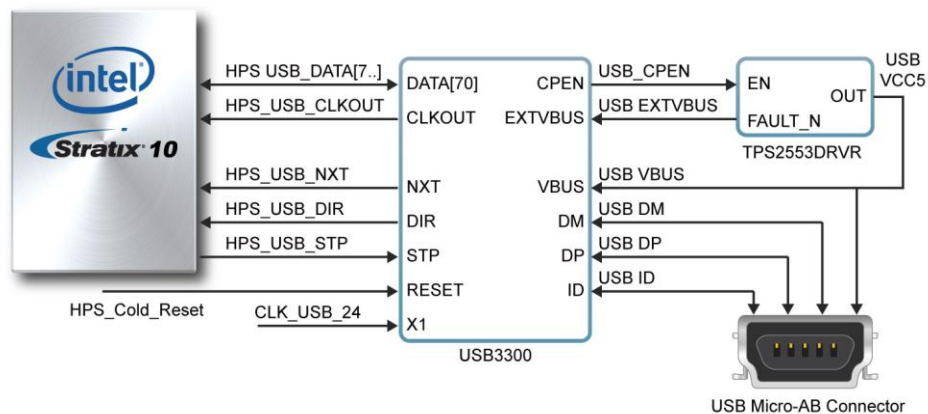 intel
Stratix 10
HPS USB_DATA[7..]
HPS_USB_CLKOUT
HPS_USB_NXT
HPS_USB_DIR
HPS_USB_STP
HPS_Cold_Reset
CLK_USB_24
DATA[70]
CLKOUT
NXT
DIR
STP
RESET
X1
CPEN
EXTVBUS
VBUS
DM
DP
ID
USB3300
USB_CPEN
USB EXTVBUS
USB VBUS
USB DM
USB DP
USB ID
EN
OUT
FAULT_N
TPS2553DRVR
USB
VCC5
USB Micro-AB Connector